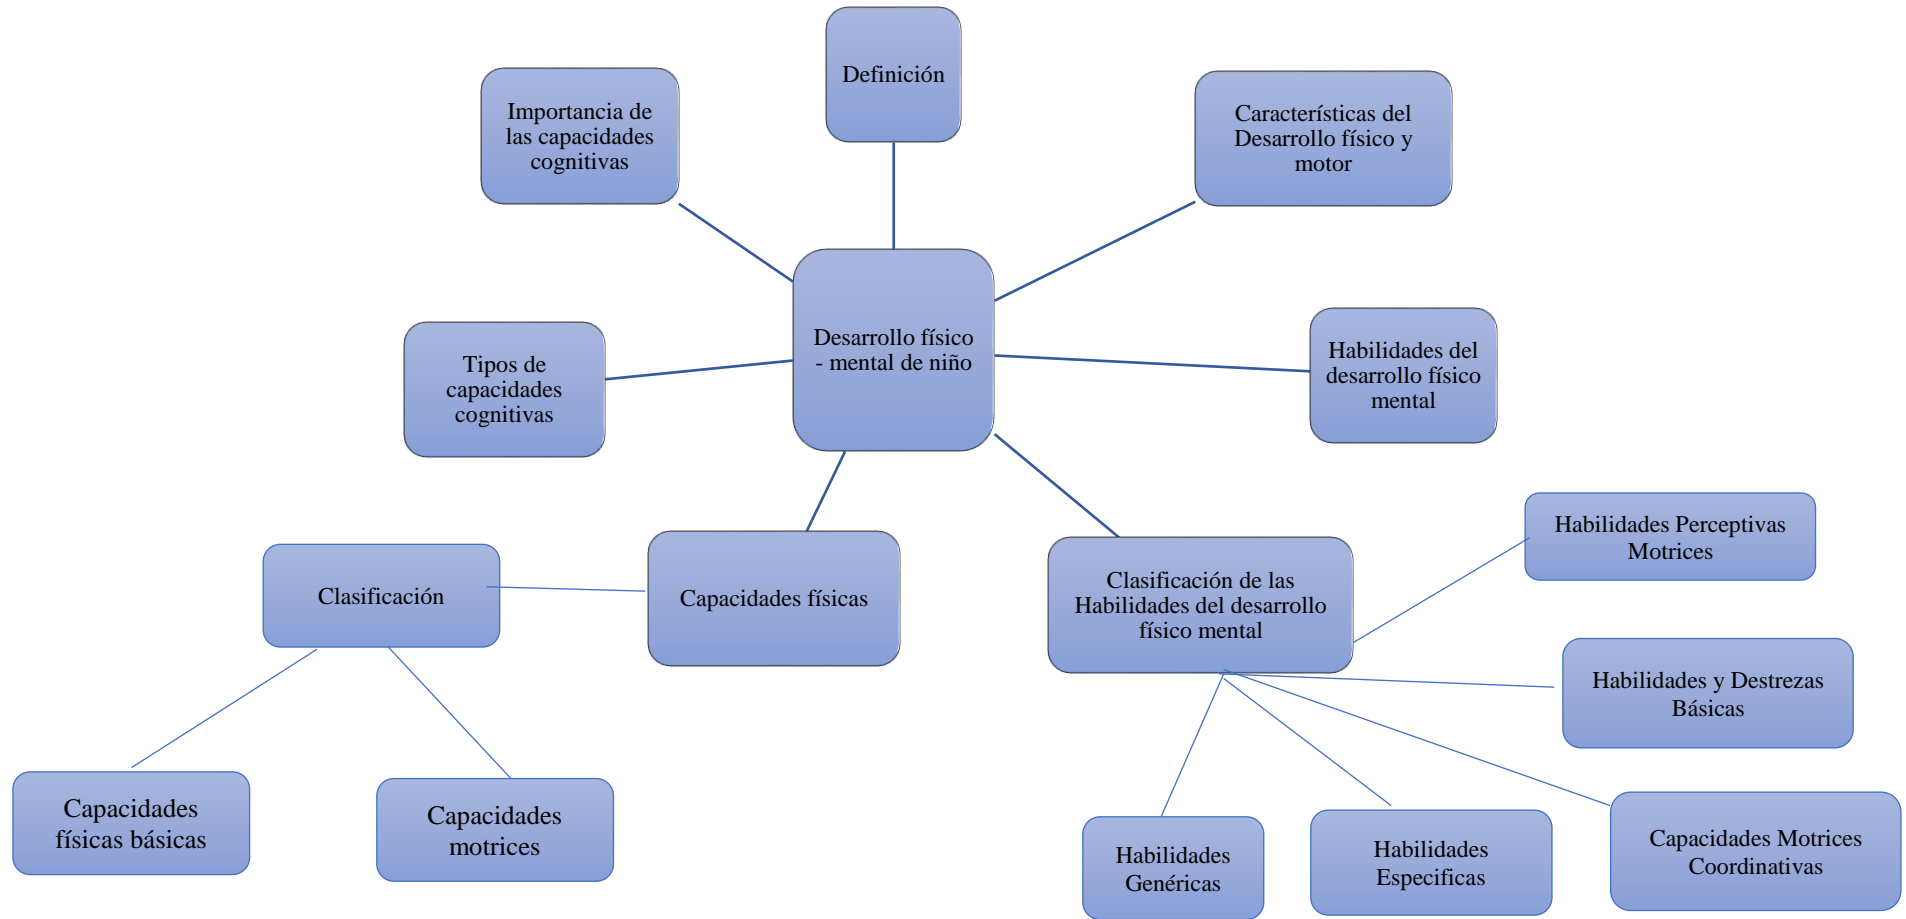 Definición
Importancia de
las capacidades
cognitivas
Características del
Desarrollo físico y
motor
Desarrollo físico
- mental de niño
Habilidades del
desarrollo físico
mental
Tipos de
capacidades
cognitivas
Habilidades Perceptivas
Motrices
Clasificación
Capacidades físicas
Clasificación de las
Habilidades del desarrollo
físico mental
Habilidades y Destrezas
Básicas
Capacidades
físicas básicas
Capacidades
motrices
Habilidades
Genéricas
Habilidades
Especificas
Capacidades Motrices
Coordinativas